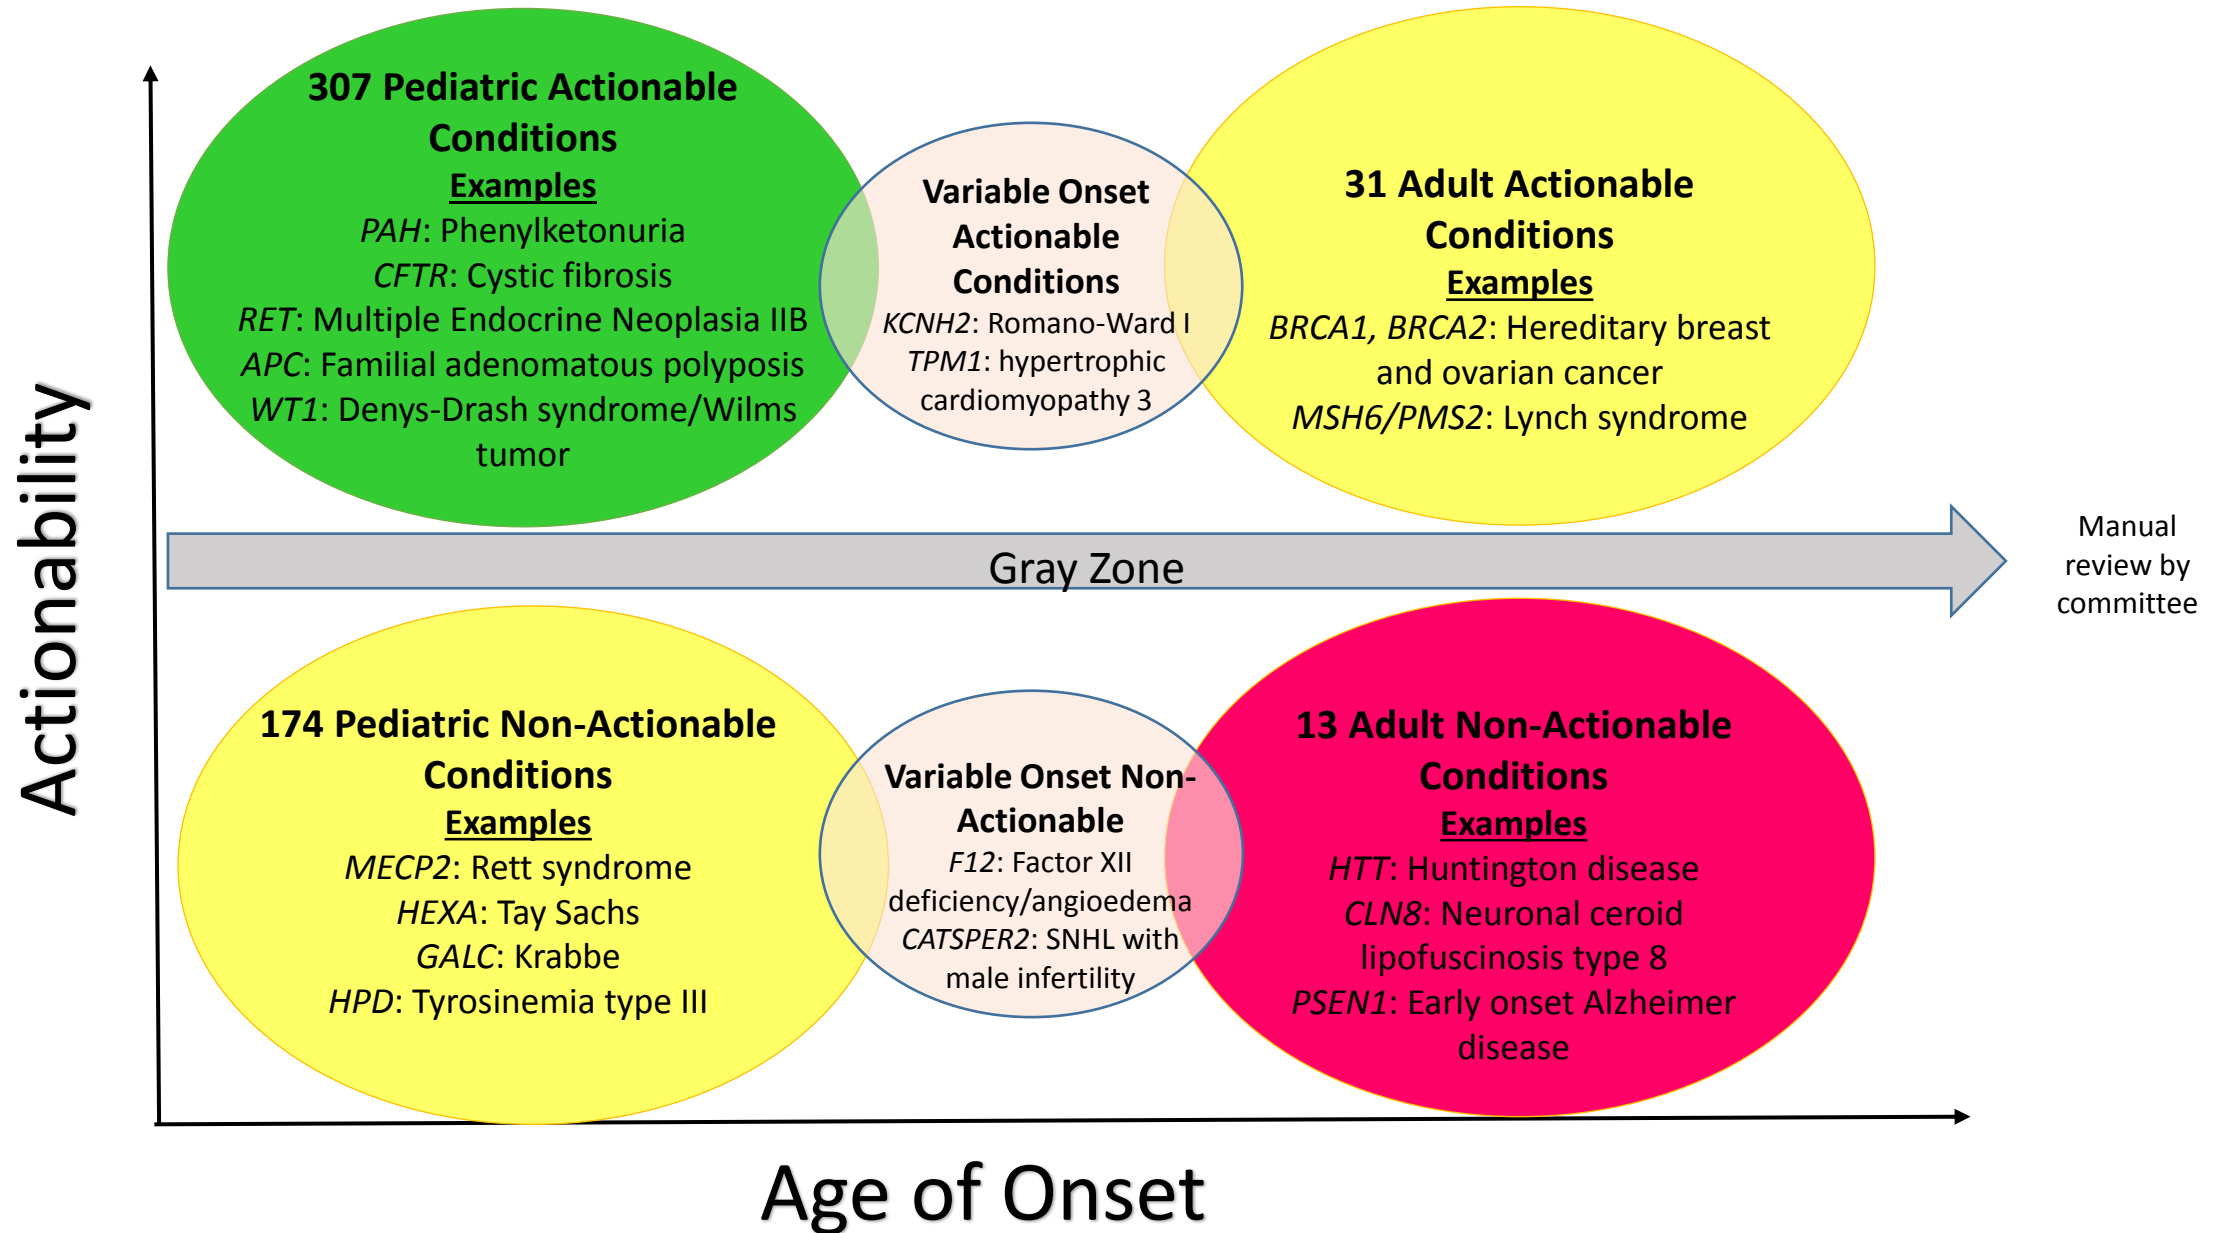 Actionability
307 Pediatric Actionable
Conditions
Examples
PAH: Phenylketonuria
CFTR: Cystic fibrosis
RET: Multiple Endocrine Neoplasia IIB
APC: Familial adenomatous polyposis
WT1: Denys-Drash syndrome/Wilms
tumor
Variable Onset
Actionable
Conditions
KCNH2: Romano-Ward I
TPM1: hypertrophic
cardiomyopathy 3
31 Adult Actionable
Conditions
Examples
BRCA1, BRCA2: Hereditary breast
and ovarian cancer
MSH6/PMS2: Lynch syndrome
Gray Zone
Manual
review by
committee
174 Pediatric Non-Actionable
Conditions
Examples
MECP2: Rett syndrome
HEXA: Tay Sachs
GALC: Krabbe
HPD: Tyrosinemia type III
Variable Onset Non-
Actionable
F12: Factor XII
deficiency/angioedema
CATSPER2: SNHL with
male infertility
13 Adult Non-Actionable
Conditions
Examples
HTT: Huntington disease
CLN8: Neuronal ceroid
lipofuscinosis type 8
PSEN1: Early onset Alzheimer
disease
Age of Onset